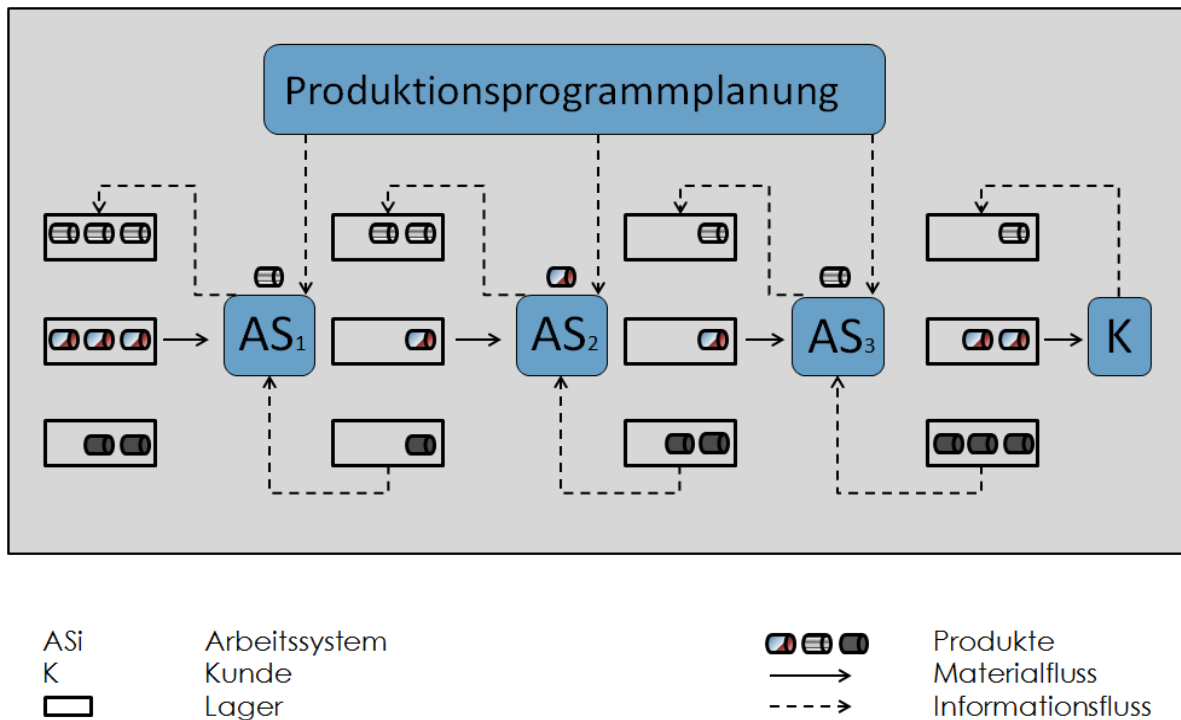 Produktionsprogrammplanung
AS1
AS2
AS3
K
ASi Arbeitssystem
K Kunde
Lager
Produkte
Materialfluss
Informationsfluss